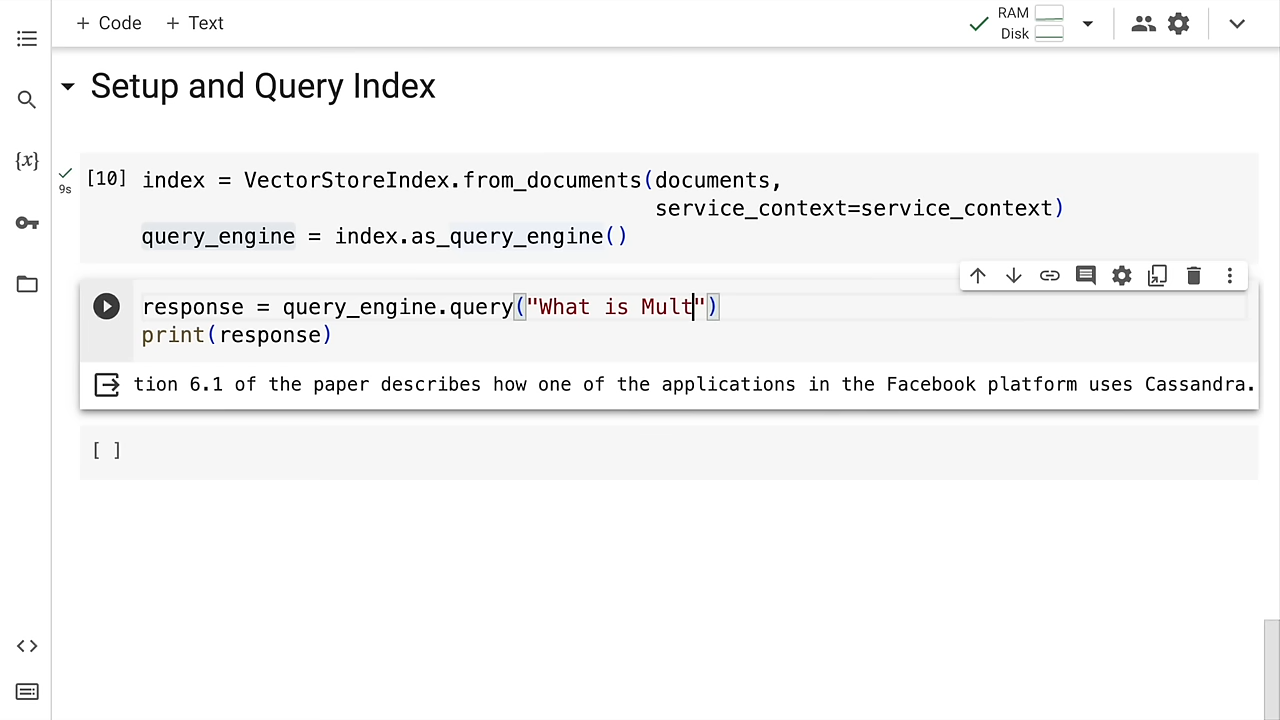 + Code + Text
RAM
Disk
Setup and Query Index
{x}
9s
[10] index = VectorStoreIndex.from_documents(documents,
service_context=service_context)
query_engine = index.as_query_engine()
response = query_engine.query("What is Mult")
print(response)
tion 6.1 of the paper describes how one of the applications in the Facebook platform uses Cassandra.
[ ]